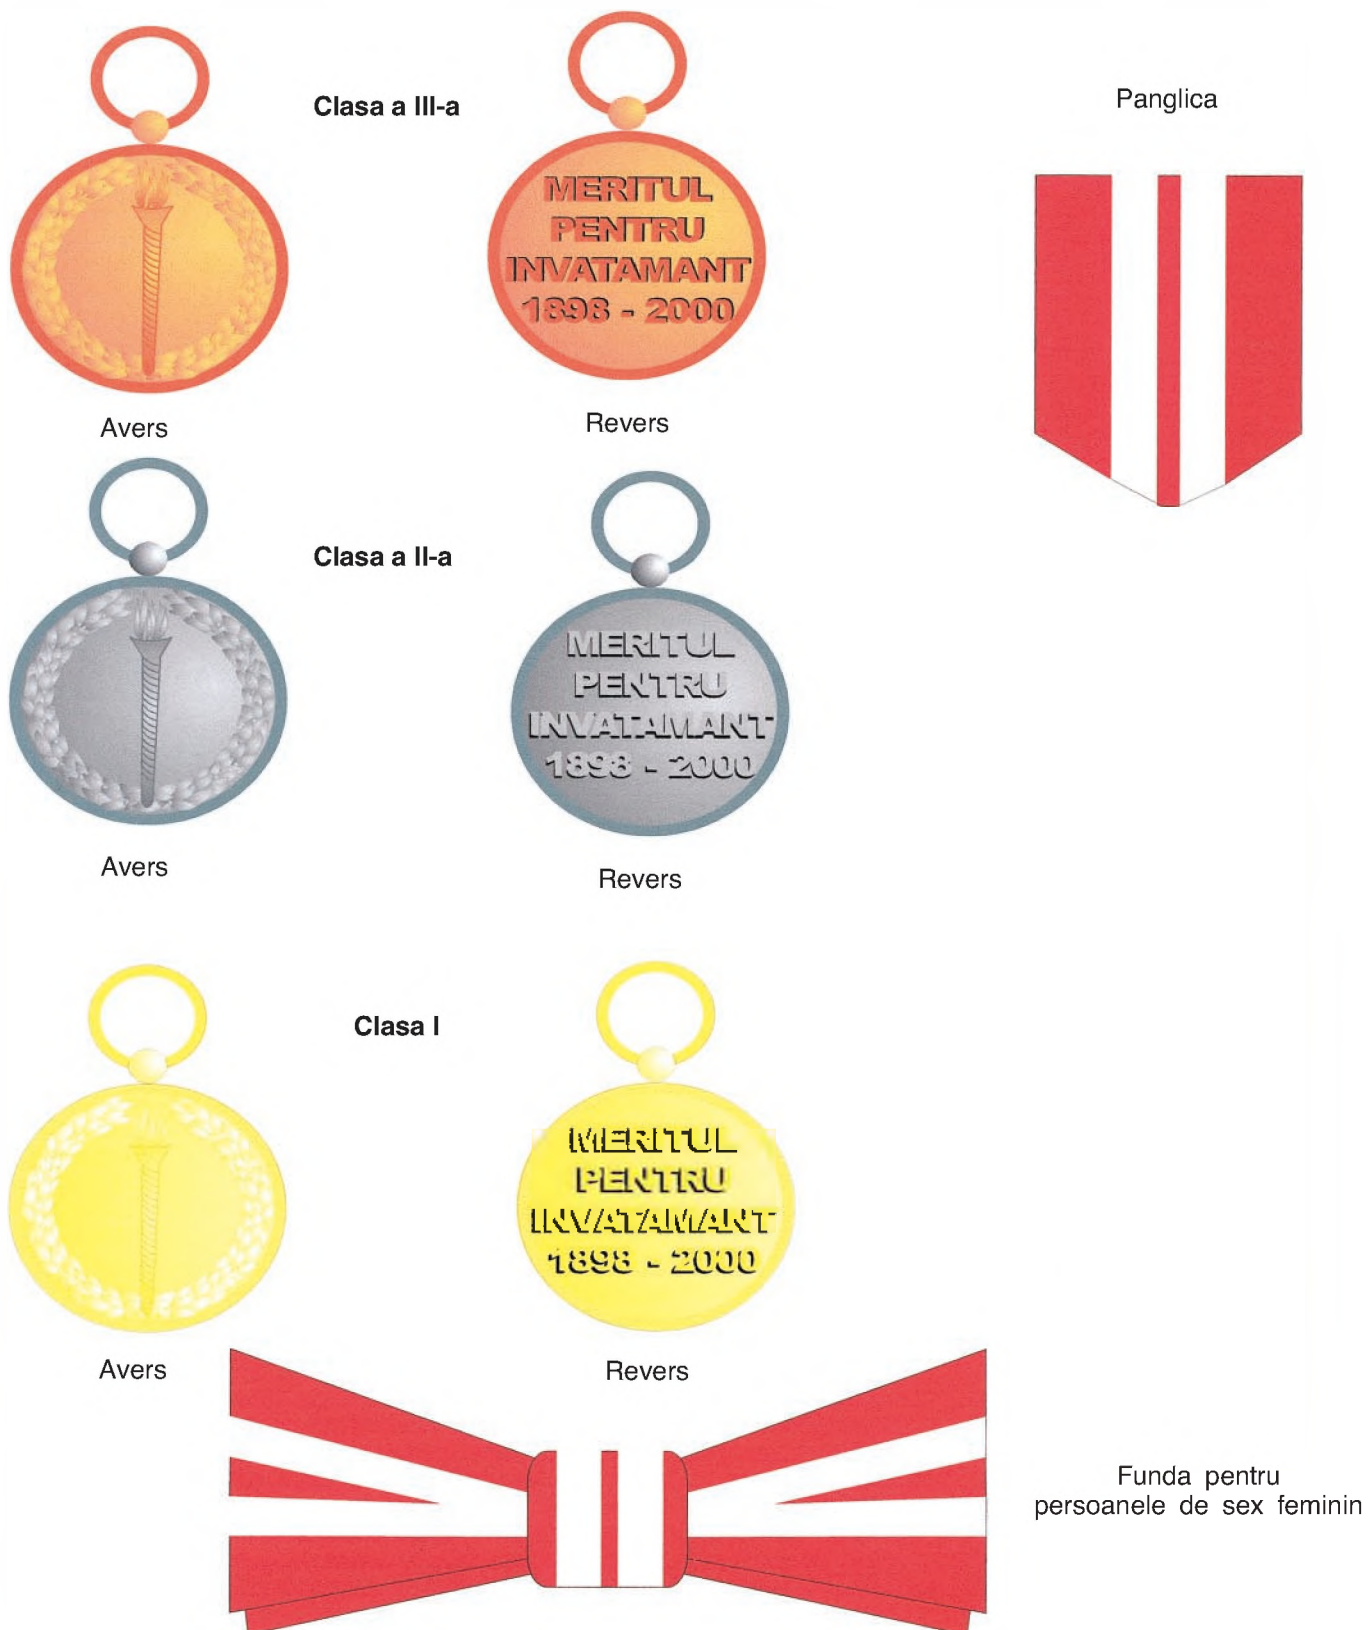 Clasa a III-a
Panglica
MERITUL
PENTRU
INVATAMANT
1898 - 2000
Avers
Revers
Clasa a II-a
MERITUL
PENTRU
INVATAMANT
1898 - 2000
Avers
Revers
Clasa I
MERITUL
PENTRU
INVATAMANT
1898 - 2000
Avers
Revers
Funda pentru
persoanele de sex feminin